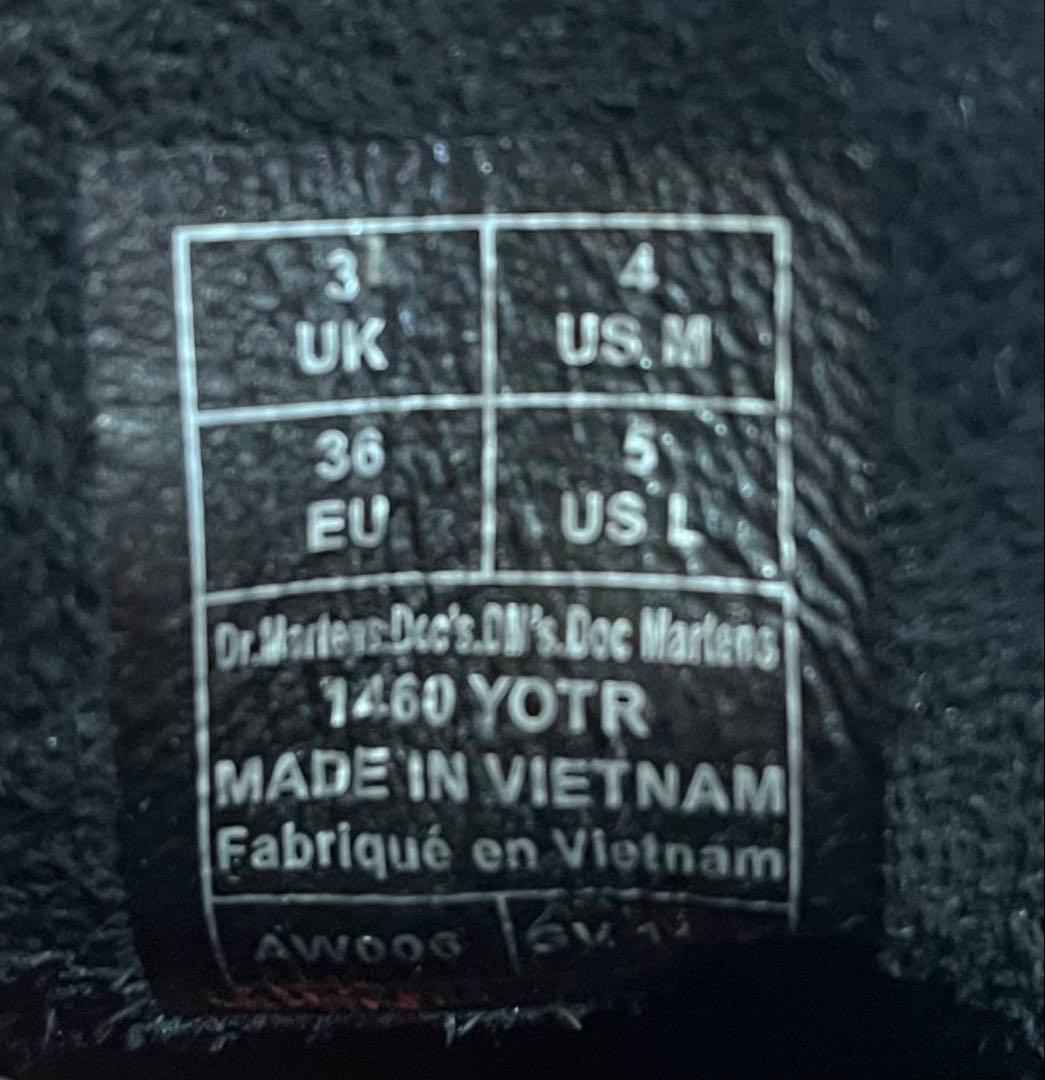 3
UK
4
US M
36
EU
5
US L
Dr.Martens.Doc's.DM's.Doc Martens
1460 YOTR
MADE IN VIETNAM
Fabriqué en Vietnam
AW006